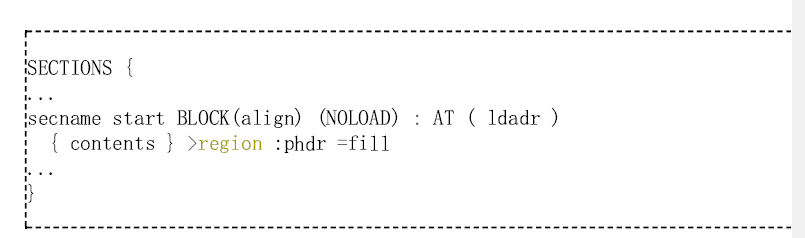 SECTIONS {
...
secname start BLOCK(align) (NOLOAD) : AT ( ldadr )
{ contents } >region :phdr =fill
...
}